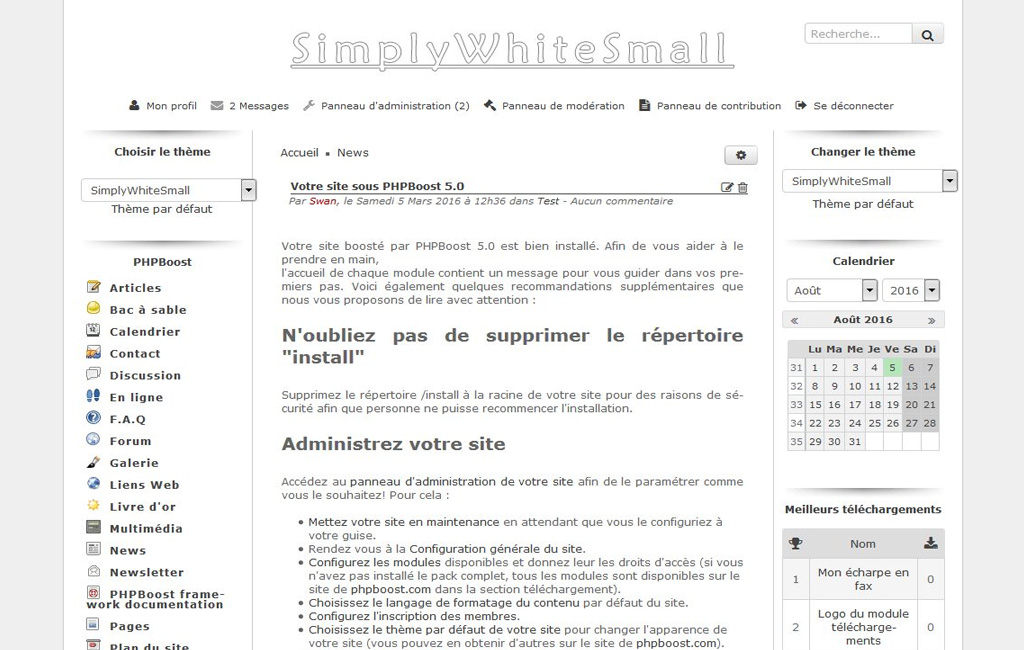 SimplyWhiteSmall
Recherche...
Mon profil 2 Messages Panneau d'administration (2) Panneau de modération Panneau de contribution Se déconnecter
Choisir le thème
SimplyWhiteSmall
Thème par défaut
PHPBoost
Articles
Bac à sable
Calendrier
Contact
Discussion
En ligne
F.A.Q
Forum
Galerie
Liens Web
Livre d'or
Multimédia
News
Newsletter
PHPBoost frame-
work documentation
Pages
Plan du site
Accueil ▪ News
Votre site sous PHPBoost 5.0
Par Swan, le Samedi 5 Mars 2016 à 12h36 dans Test - Aucun commentaire
Votre site boosté par PHPBoost 5.0 est bien installé. Afin de vous aider à le
prendre en main,
l'accueil de chaque module contient un message pour vous guider dans vos pre-
miers pas. Voici également quelques recommandations supplémentaires que
nous vous proposons de lire avec attention :
N'oubliez pas de supprimer le répertoire
"install"
Supprimez le répertoire /install à la racine de votre site pour des raisons de sé-
curité afin que personne ne puisse recommencer l'installation.
Administrez votre site
Accédez au panneau d'administration de votre site afin de le paramétrer comme
vous le souhaitez! Pour cela :
• Mettez votre site en maintenance en attendant que vous le configuriez à
votre guise.
• Rendez vous à la Configuration générale du site.
• Configurez les modules disponibles et donnez leur les droits d'accès (si vous
n'avez pas installé le pack complet, tous les modules sont disponibles sur le
site de phpboost.com dans la section téléchargement).
• Choisissez le langage de formatage du contenu par défaut du site.
• Configurez l'inscription des membres.
• Choisissez le thème par défaut de votre site pour changer l'apparence de
votre site (vous pouvez en obtenir d'autres sur le site de phpboost.com).
Changer le thème
SimplyWhiteSmall
Thème par défaut
Calendrier
Août 2016
« Août 2016 »
Lu Ma Me Je Ve Sa Di
31 1 2 3 4 5 6 7
32 8 9 10 11 12 13 14
33 15 16 17 18 19 20 21
34 22 23 24 25 26 27 28
35 29 30 31
Meilleurs téléchargements
Nom
1 Mon écharpe en 0
fax
Logo du module
2 télécharge- 0
ments